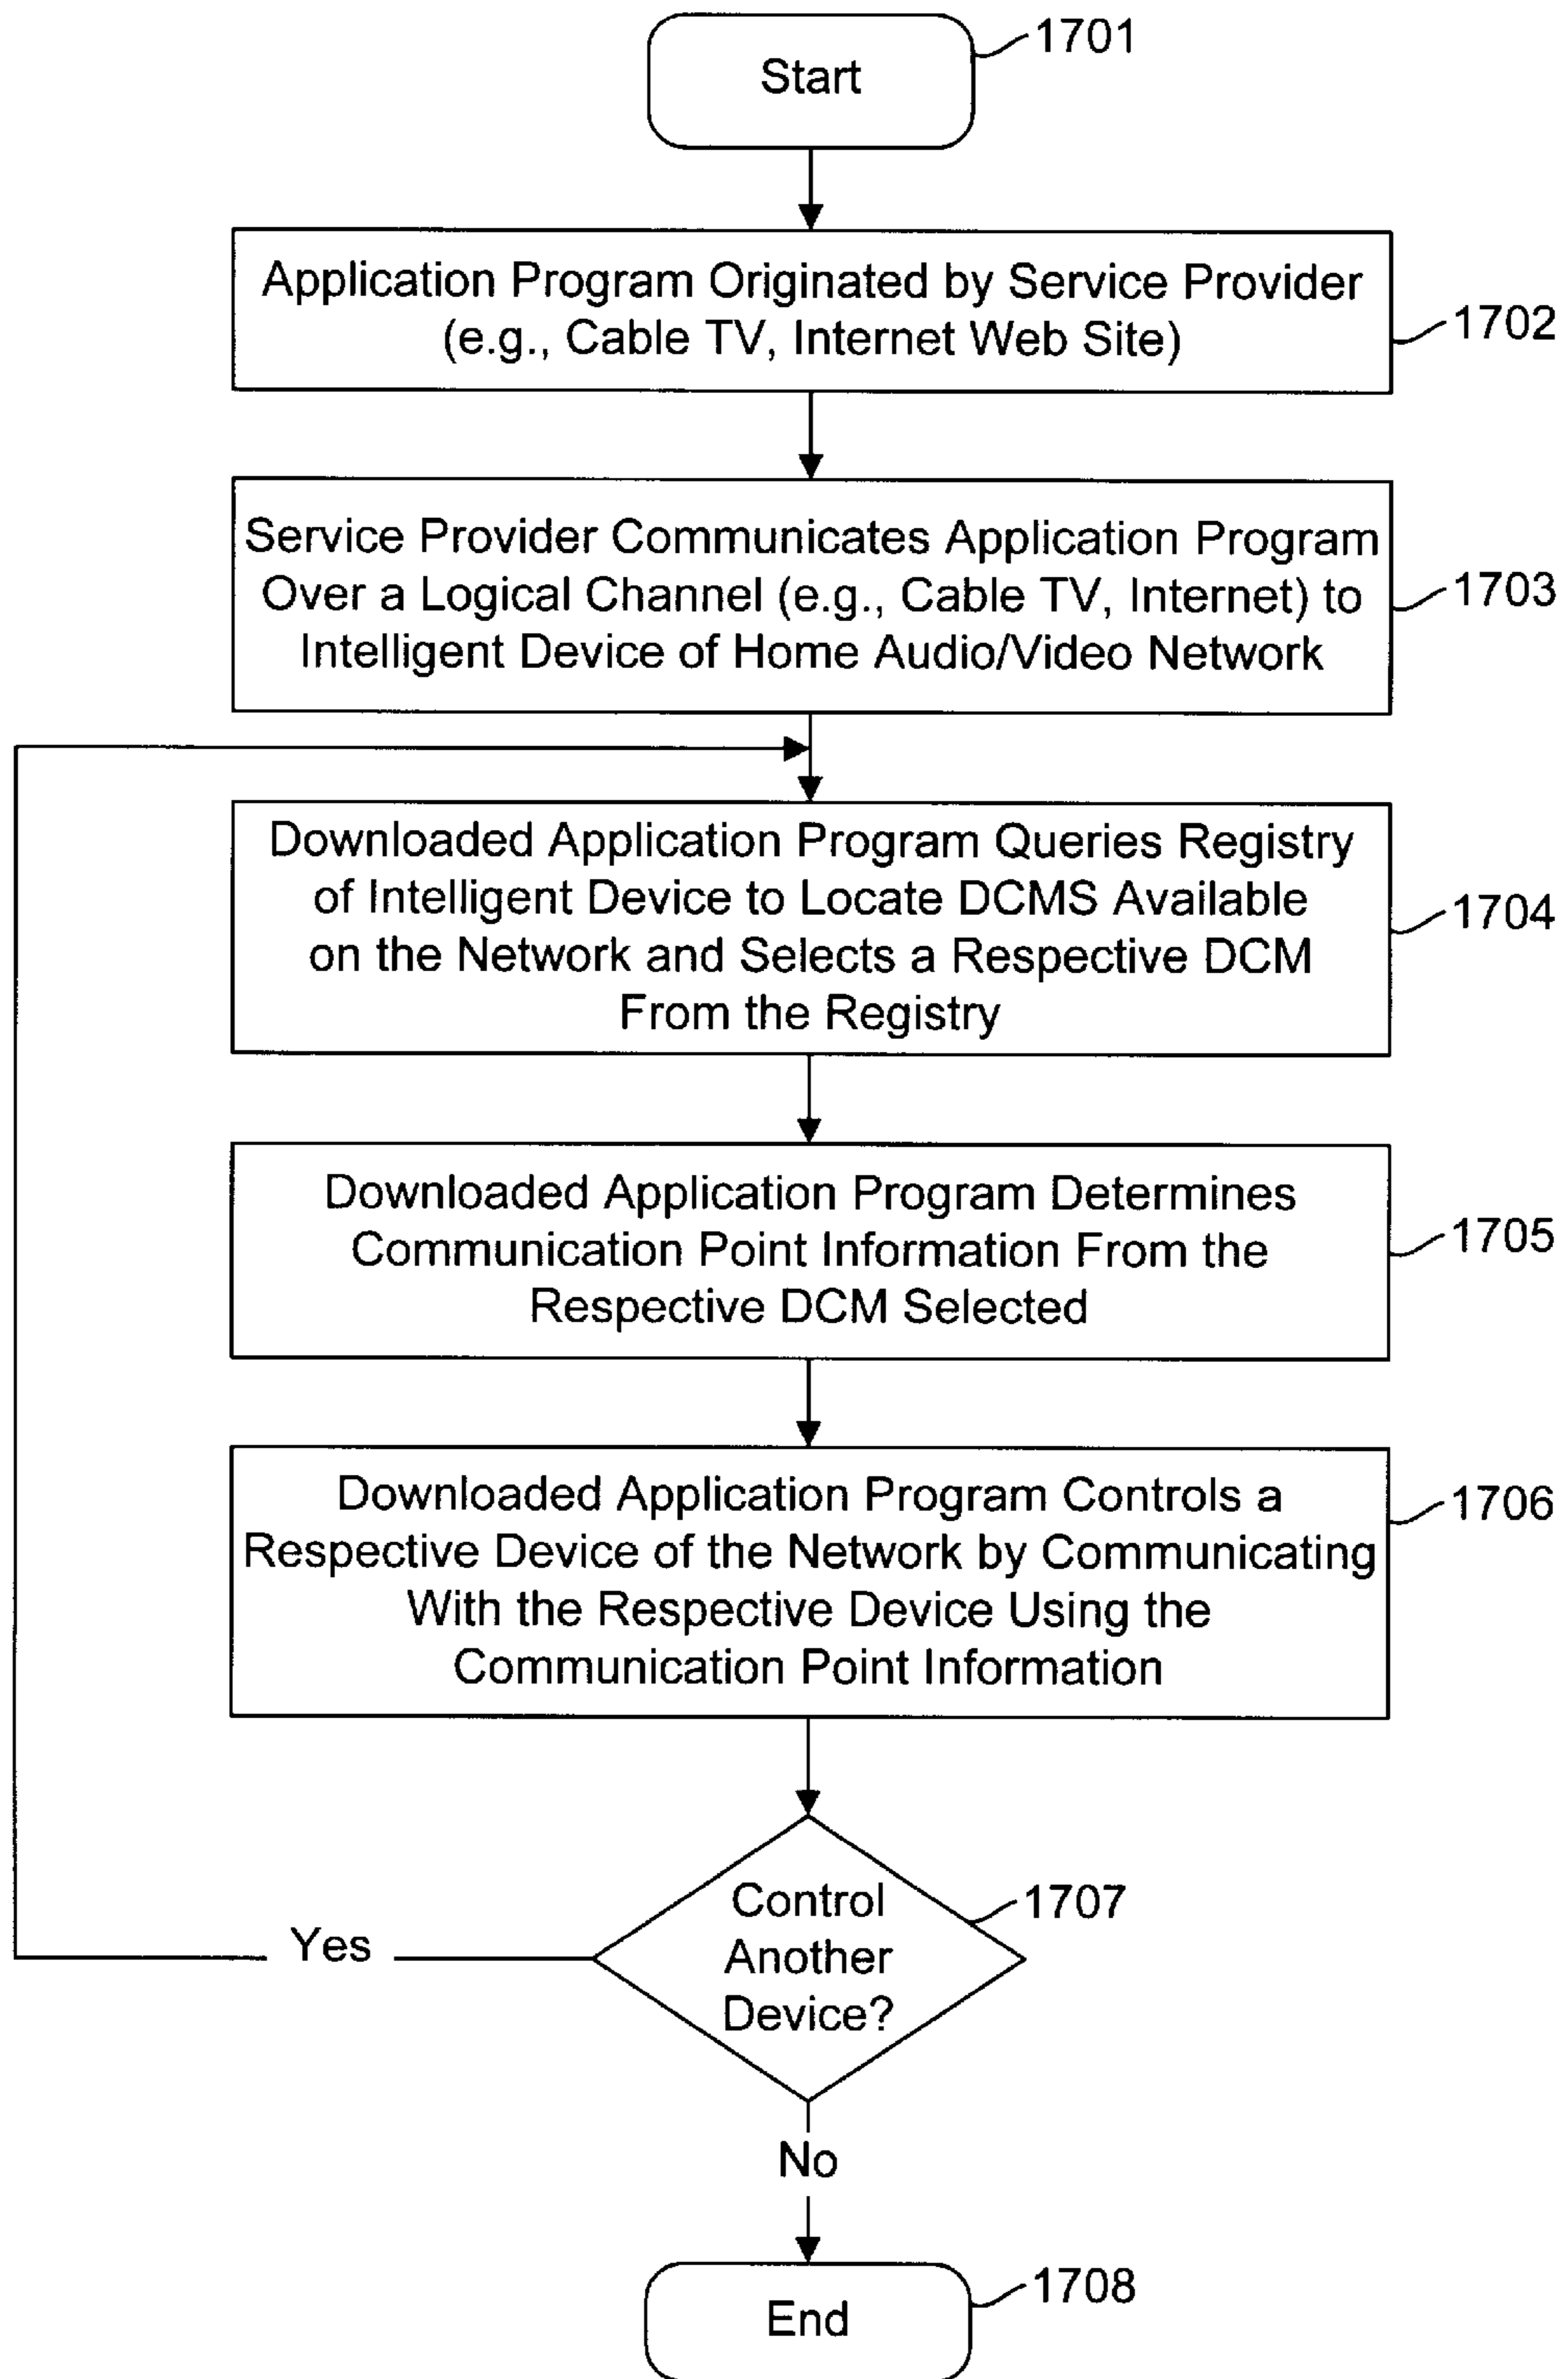 Start
1701
Application Program Originated by Service Provider
(e.g., Cable TV, Internet Web Site)
1702
Service Provider Communicates Application Program
Over a Logical Channel (e.g., Cable TV, Internet) to
Intelligent Device of Home Audio/Video Network
1703
Downloaded Application Program Queries Registry
of Intelligent Device to Locate DCMS Available
on the Network and Selects a Respective DCM
From the Registry
1704
Downloaded Application Program Determines
Communication Point Information From the
Respective DCM Selected
1705
Downloaded Application Program Controls a
Respective Device of the Network by Communicating
With the Respective Device Using the
Communication Point Information
1706
Control
Another
Device?
1707
Yes
No
End
1708